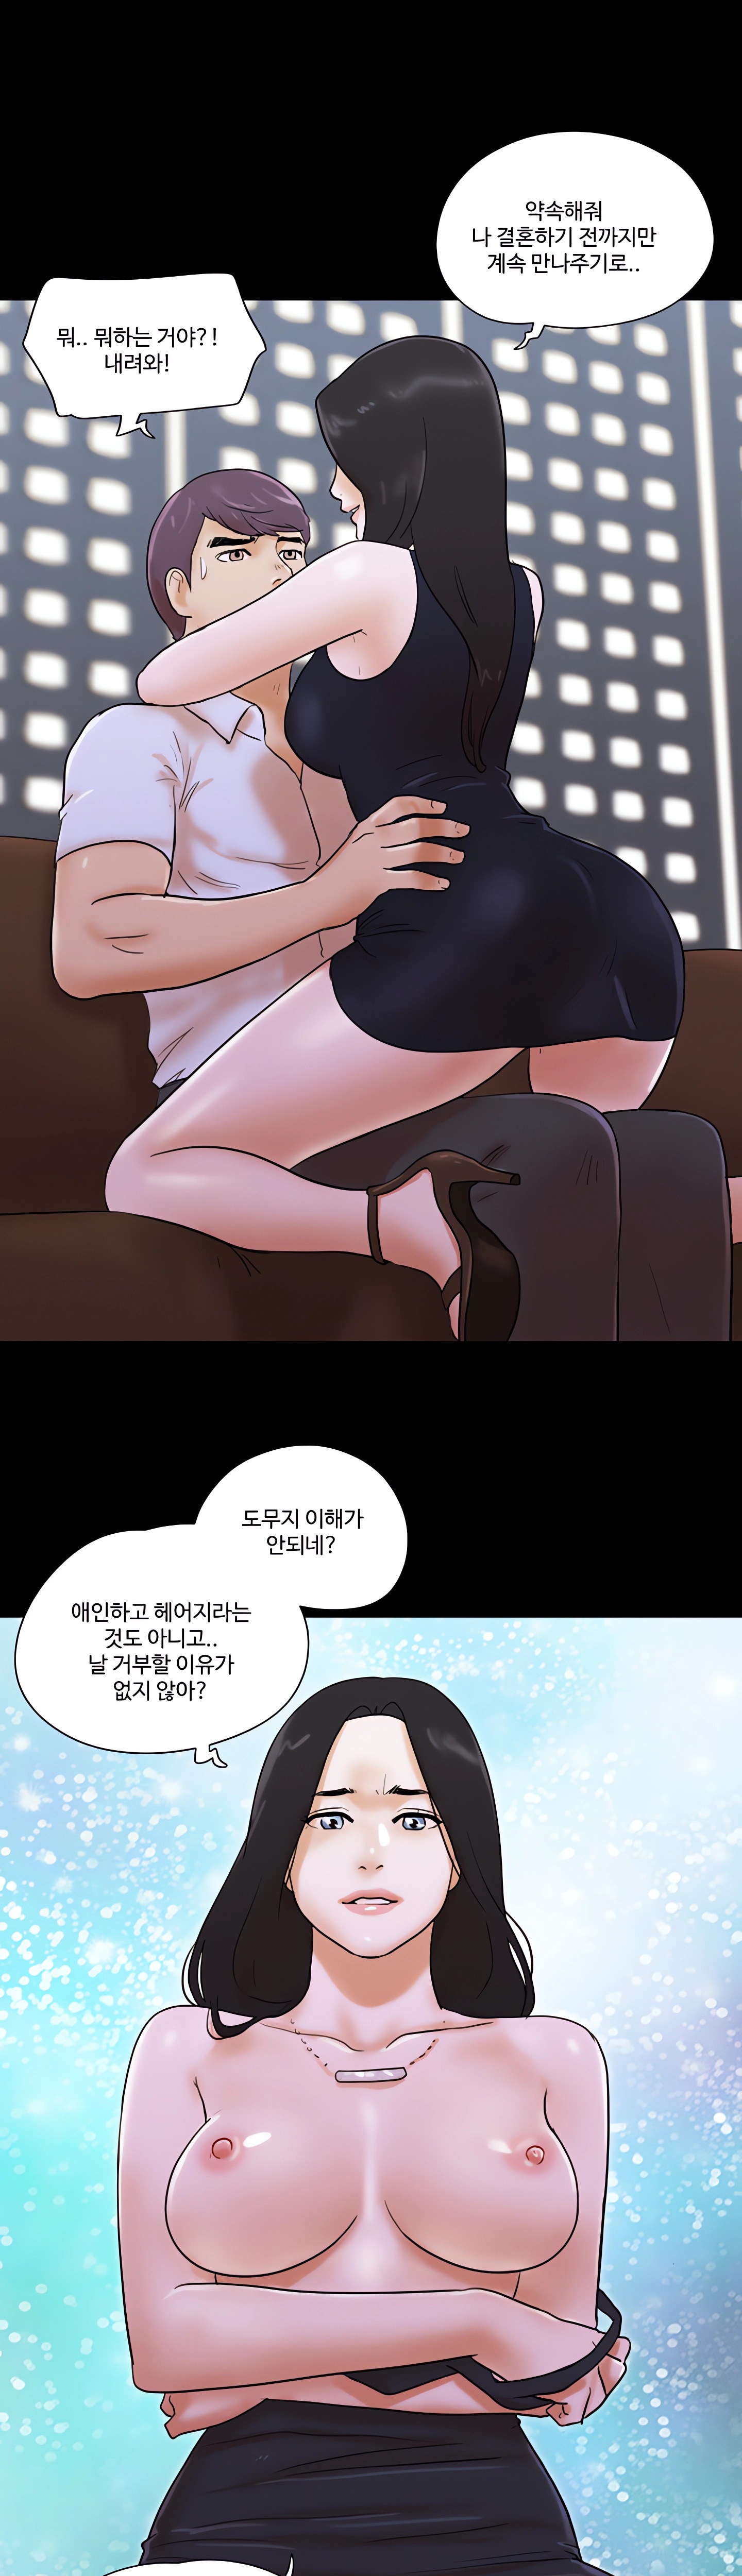 약속해줘
나 결혼하기 전까지만
계속 만나주기로..
뭐.. 뭐하는 거야?!
내려와!
도무지 이해가
안되네?
애인하고 헤어지라는
것도 아니고..
날 거부할 이유가
없지 않아?